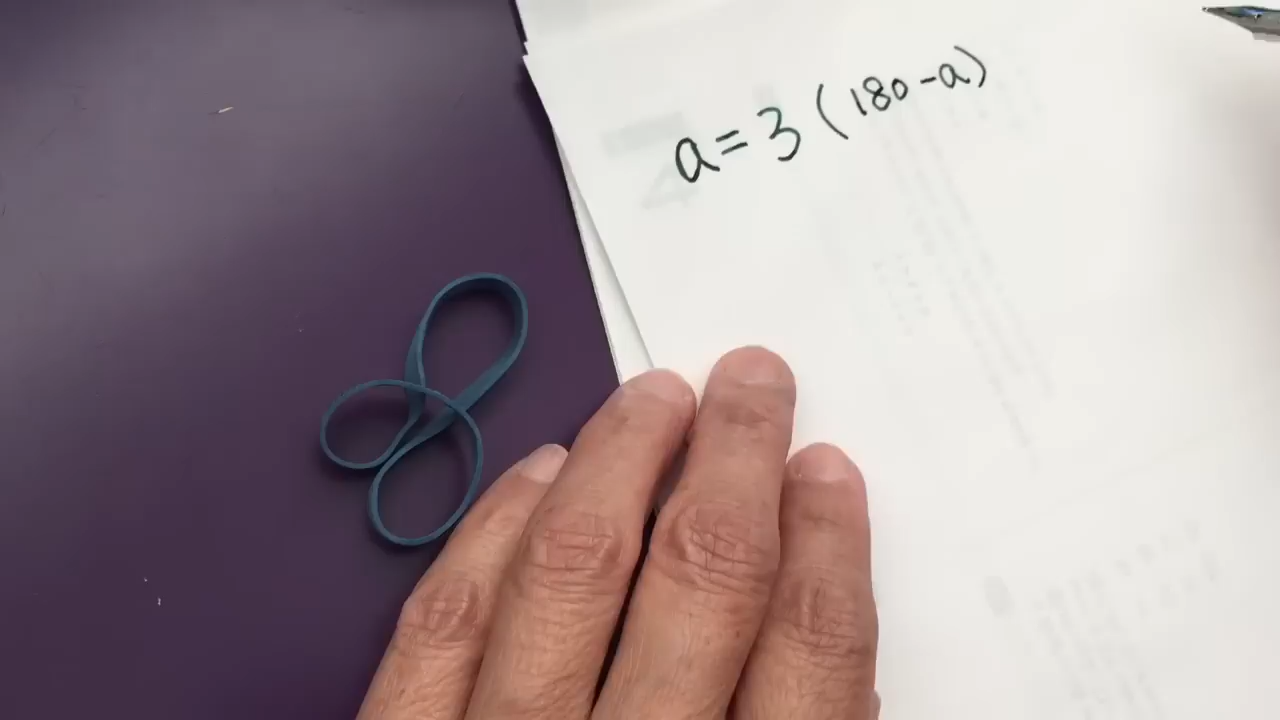 a = 3 (180 - a)